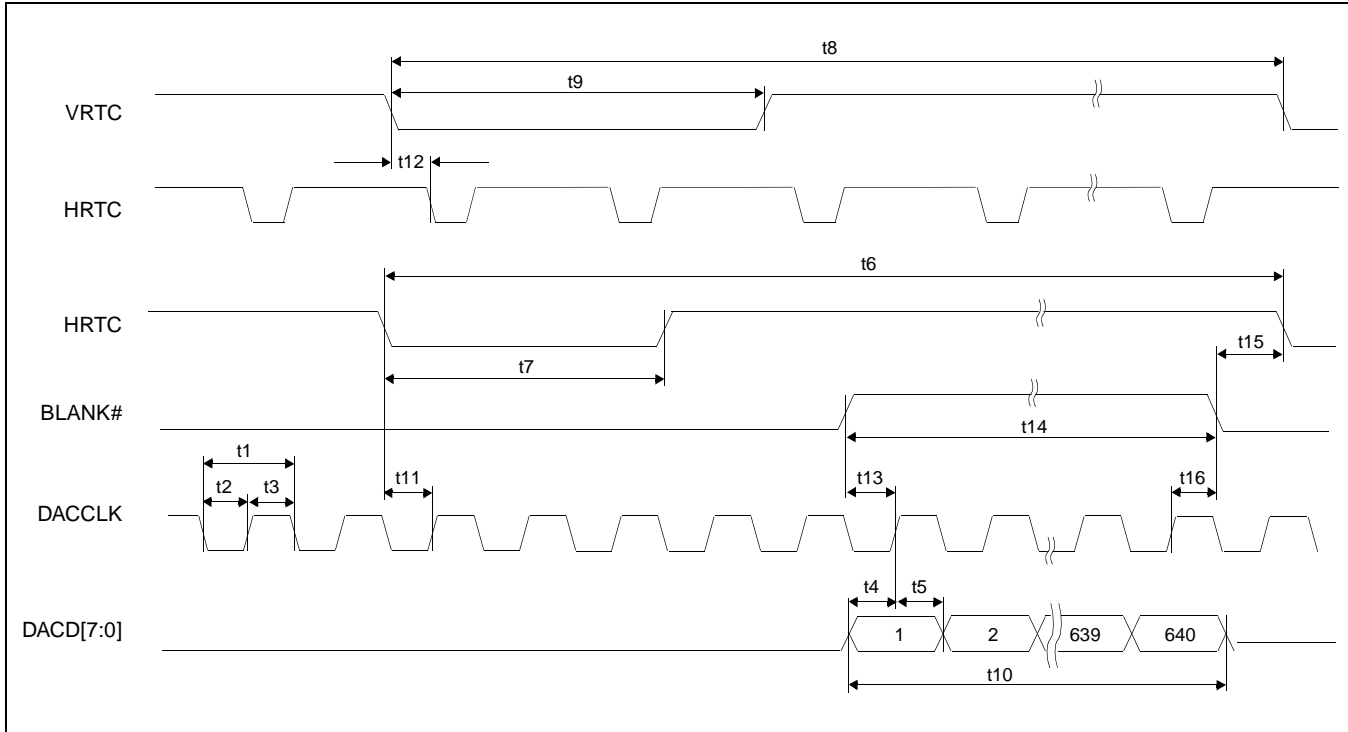 t8
t9
VRTC
t12
HRTC
t6
HRTC
t15
t7
BLANK#
t14
t1
t11
t13
t16
t2 t3
DACCLK
t4 t5
DACD[7:0]
1 2 639 640
t10